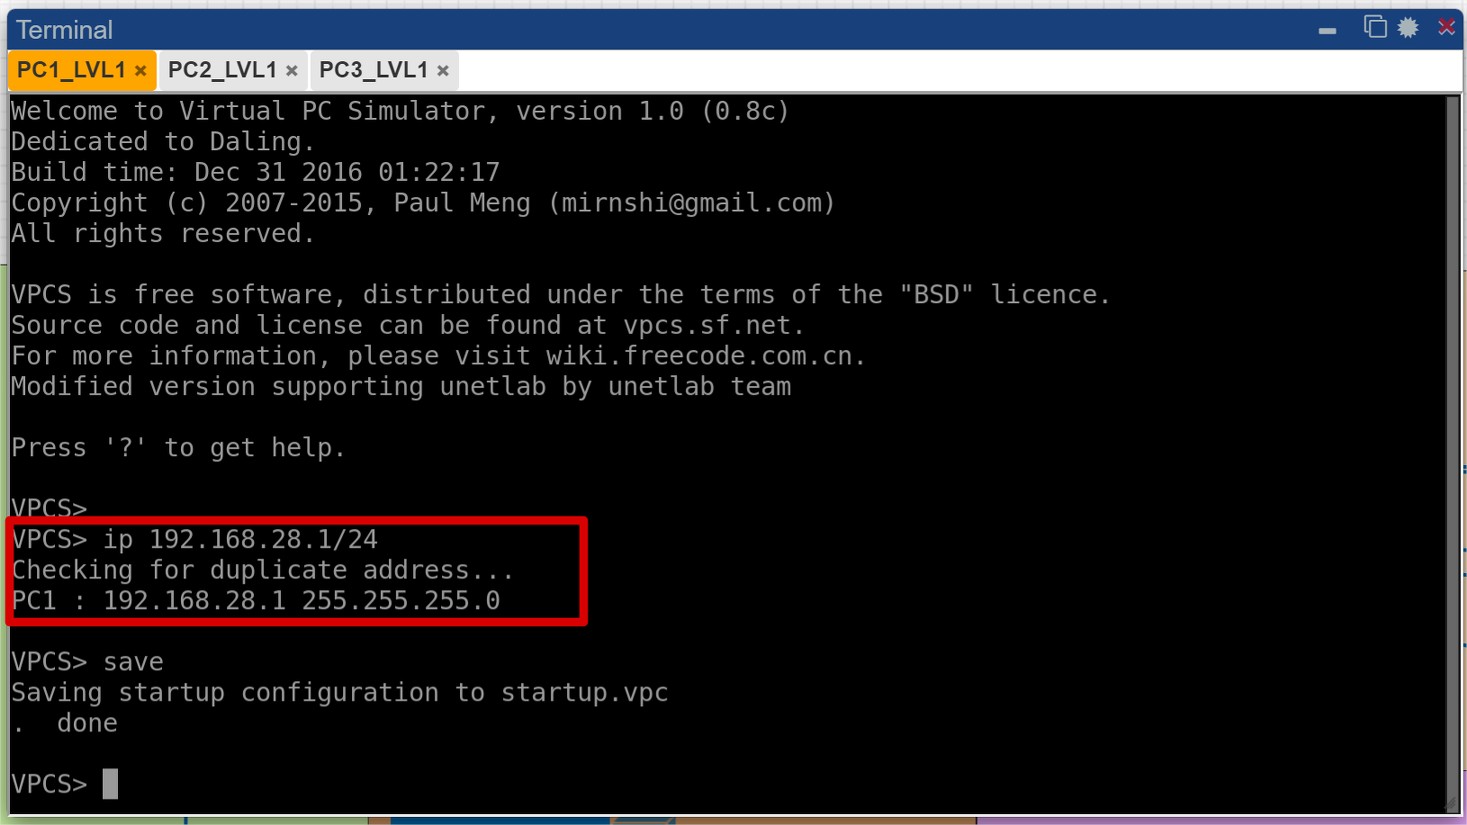 Terminal
PC1_LVL1 × PC2_LVL1 × PC3_LVL1 ×
Welcome to Virtual PC Simulator, version 1.0 (0.8c)
Dedicated to Daling.
Build time: Dec 31 2016 01:22:17
Copyright (c) 2007-2015, Paul Meng (mirnshi@gmail.com)
All rights reserved.
VPCS is free software, distributed under the terms of the "BSD" licence.
Source code and license can be found at vpcs.sf.net.
For more information, please visit wiki.freecode.com.cn.
Modified version supporting unetlab by unetlab team
Press '?' to get help.
VPCS>
VPCS> ip 192.168.28.1/24
Checking for duplicate address...
PC1 : 192.168.28.1 255.255.255.0
VPCS> save
Saving startup configuration to startup.vpc
.  done
VPCS>